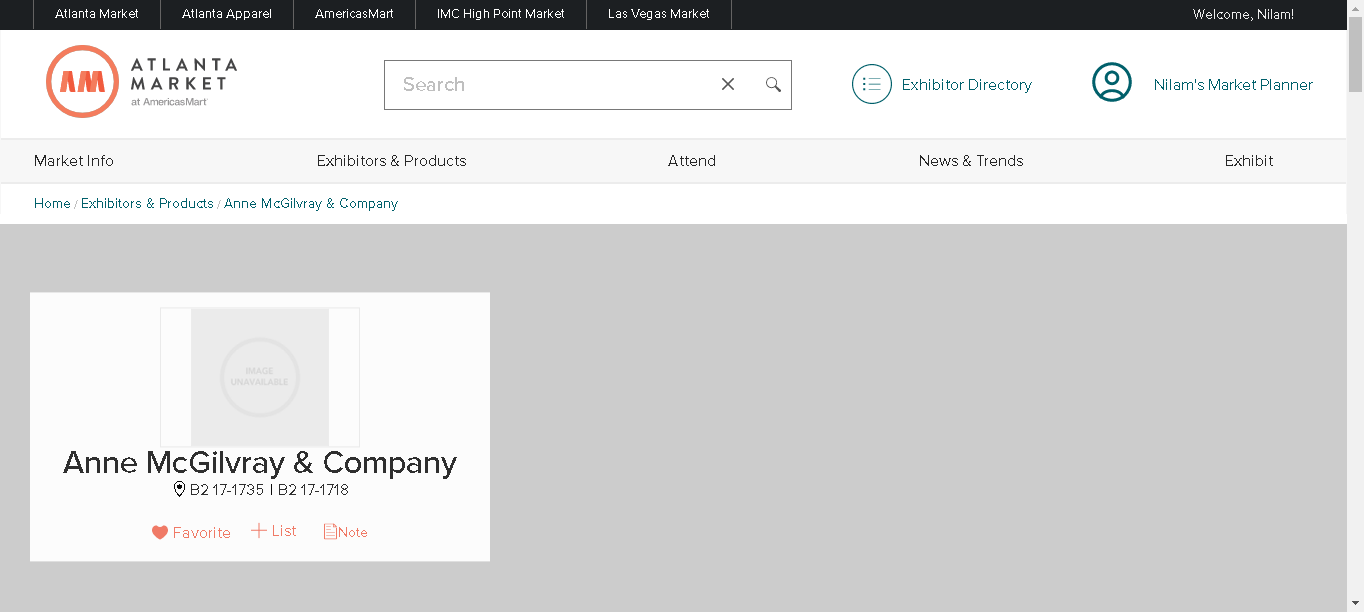 Atlanta Market Atlanta Apparel AmericasMart IMC High Point Market Las Vegas Market Welcome, Nilam!
AM ATLANTA
MARKET
at AmericasMart
Search
Exhibitor Directory
Nilam's Market Planner
Market Info Exhibitors & Products Attend News & Trends Exhibit
Home / Exhibitors & Products / Anne McGilvray & Company
IMAGE
UNAVAILABLE
Anne McGilvray & Company
B2 17-1735 | B2 17-1718
Favorite List Note